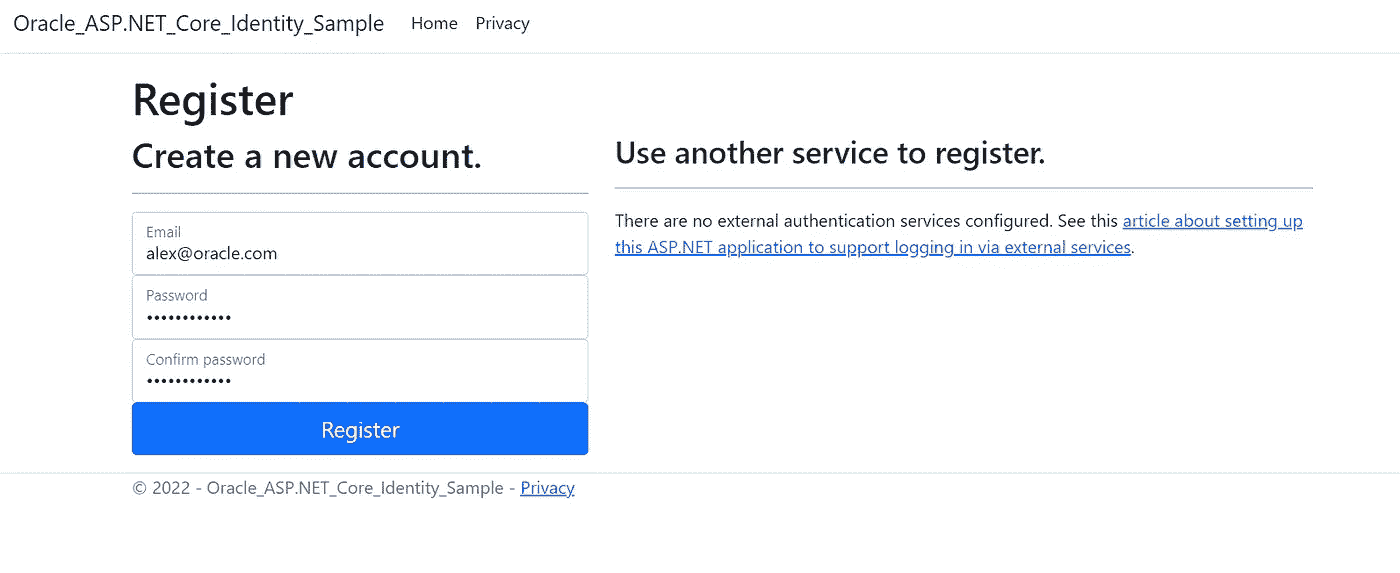 Oracle_ASP.NET_Core_Identity_Sample Home Privacy
Register
Create a new account.
Email
alex@oracle.com
Password
••••••••••••
Confirm password
••••••••••••
Register
Use another service to register.
There are no external authentication services configured. See this article about setting up
this ASP.NET application to support logging in via external services.
© 2022 - Oracle_ASP.NET_Core_Identity_Sample - Privacy